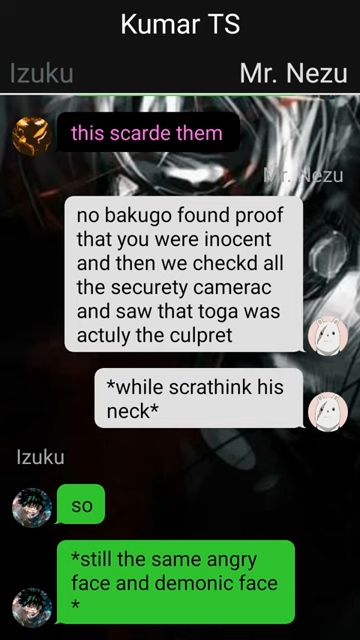 Kumar TS
Izuku
Mr. Nezu
this scarde them
Mr. Nezu
no bakugo found proof
that you were inocent
and then we checkd all
the securety camerac
and saw that toga was
actuly the culpret
*while scrathink his
neck*
Izuku
so
*still the same angry
face and demonic face
*